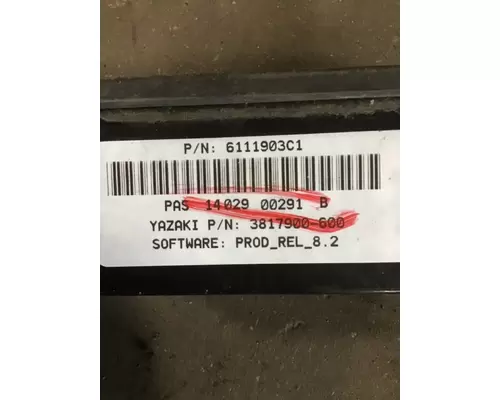 P/N: 6111903C1
PAS 14029 00291 B
YAZAKI P/N: 3817900-600
SOFTWARE: PROD_REL_8.2